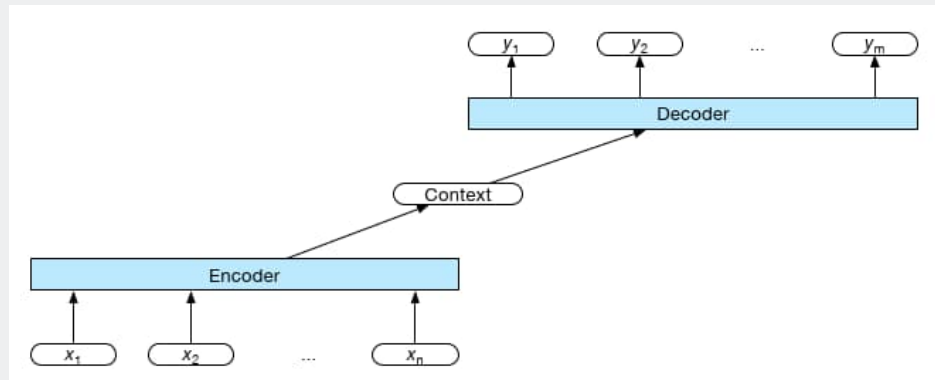 y₁ y₂ ... yₘ
Decoder
Context
Encoder
x₁ x₂ ... xₙ